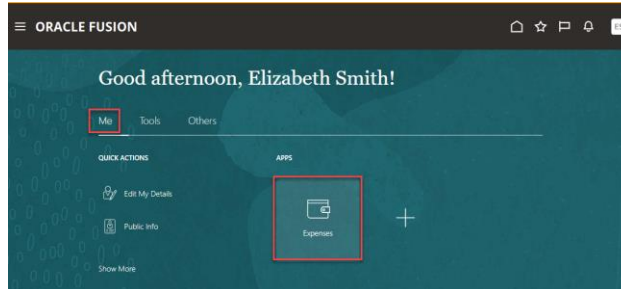 ORACLE FUSION
Good afternoon, Elizabeth Smith!
Me Tools Others
QUICK ACTIONS
APPS
Edit My Details
Public Info
Expenses
Show More